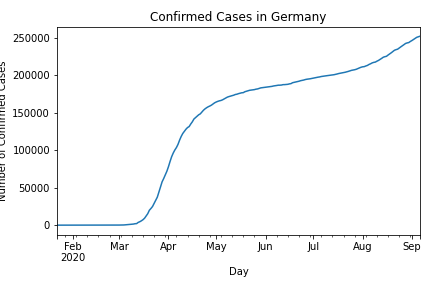 Confirmed Cases in Germany
Number of Confirmed Cases
250000
200000
150000
100000
50000
0
Feb Mar Apr May Jun Jul Aug Sep
2020
Day